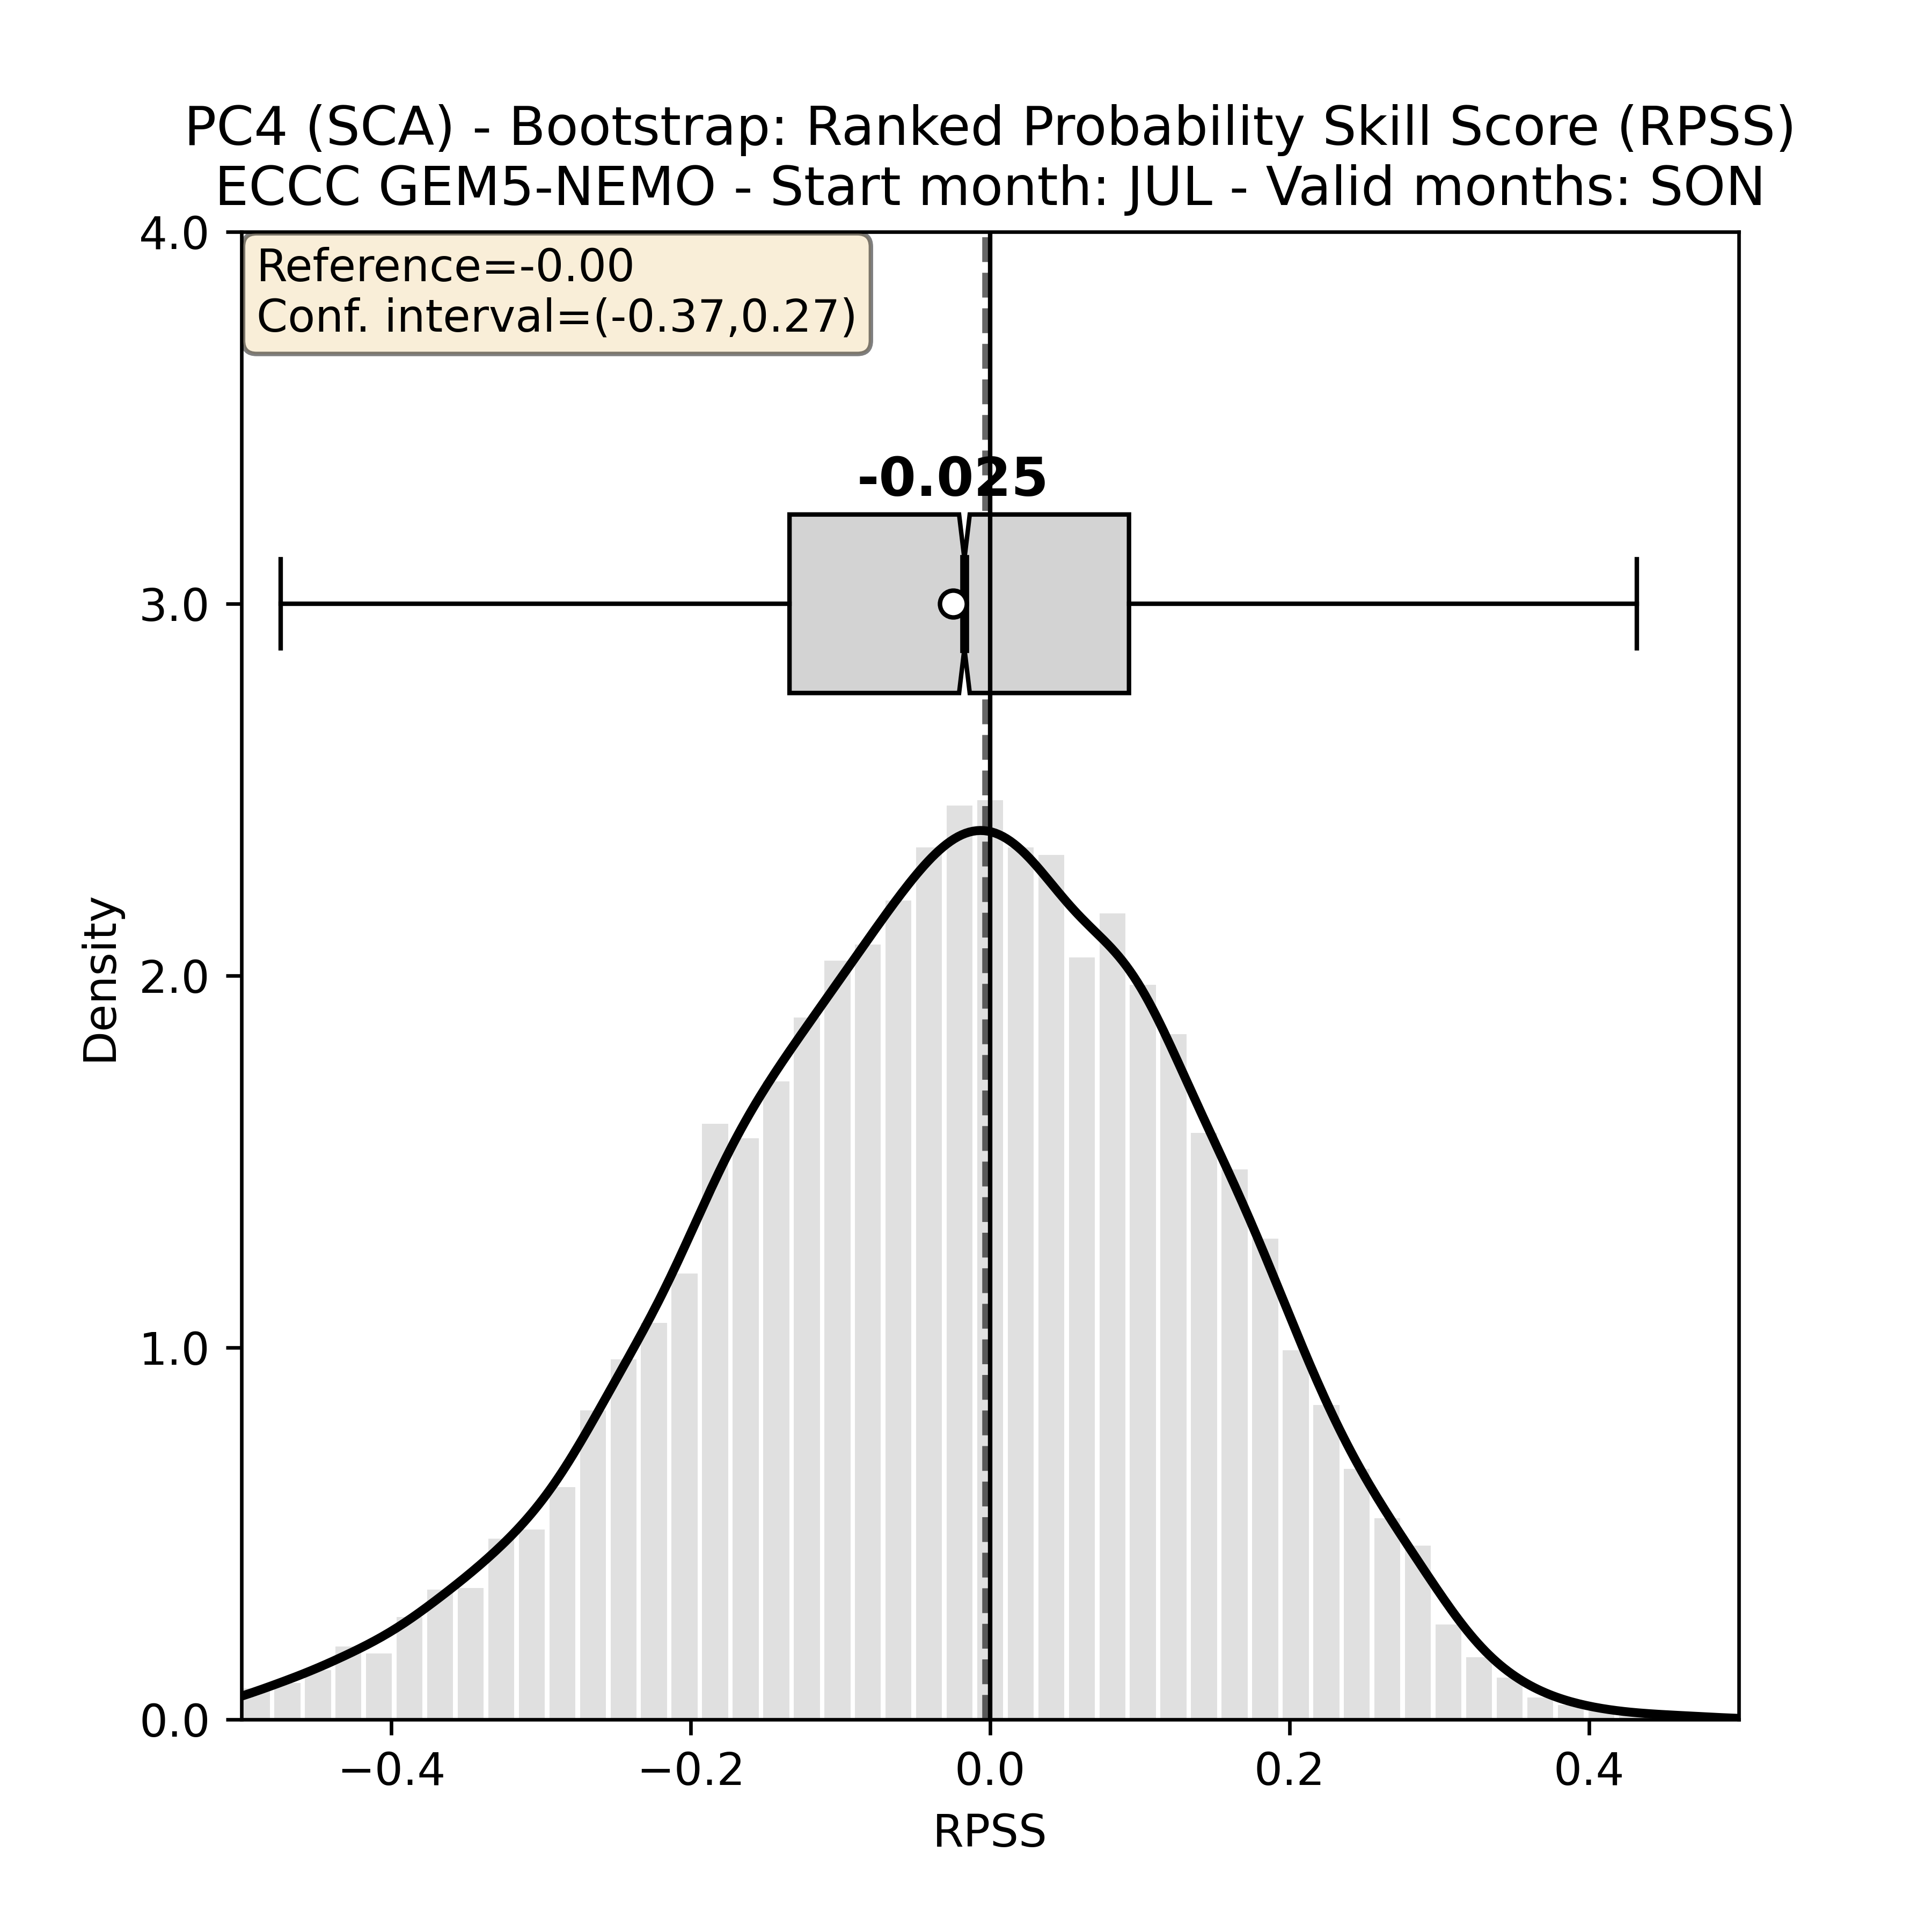 PC4 (SCA) - Bootstrap: Ranked Probability Skill Score (RPSS)
ECCC GEM5-NEMO - Start month: JUL - Valid months: SON
4.0
Reference=-0.00
Conf. interval=(-0.37,0.27)
-0.025
3.0
Density
2.0
1.0
0.0
−0.4 −0.2 0.0 0.2 0.4
RPSS